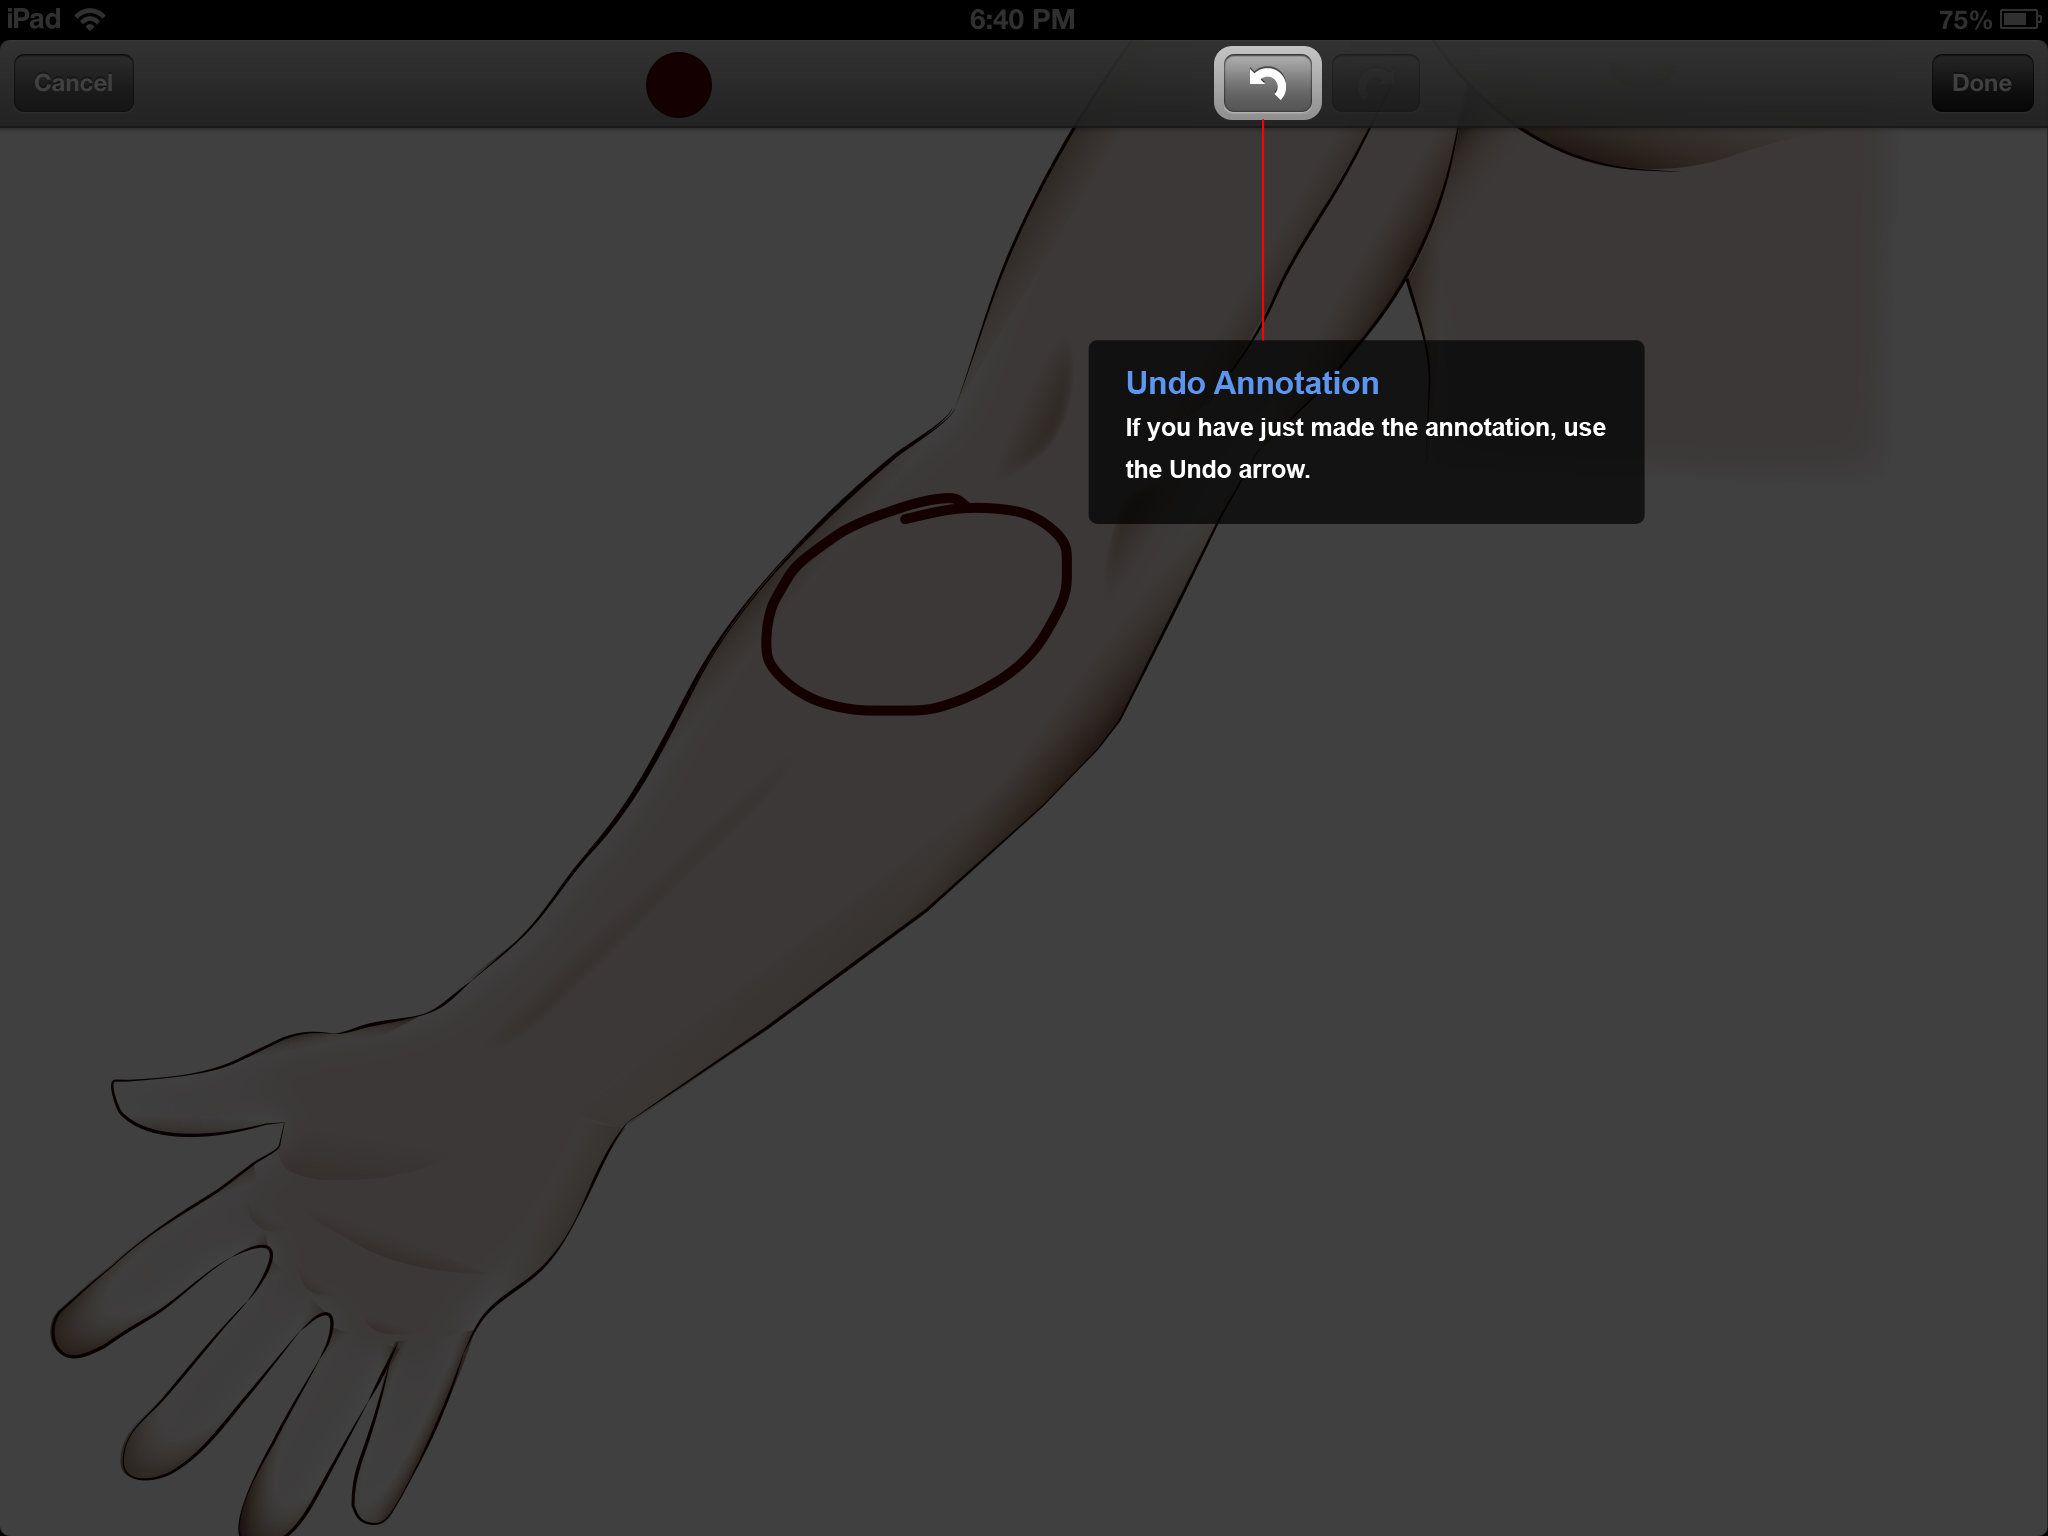 iPad 6:40 PM 75%
Cancel Done
Undo Annotation
If you have just made the annotation, use
the Undo arrow.